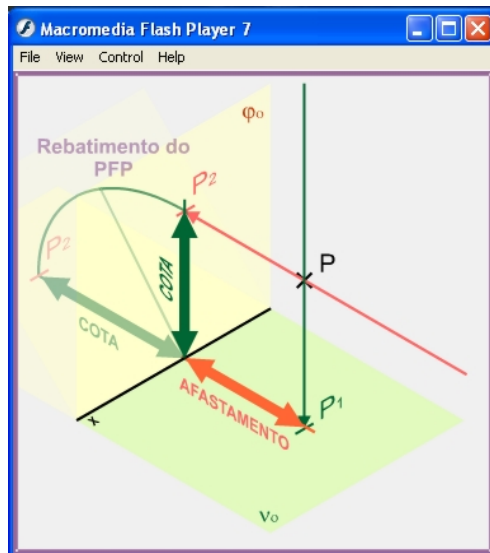 Macromedia Flash Player 7
File View Control Help
φo
Rebatimento do
PFP
P2
P2
P
COTA
COTA
AFASTAMENTO
P1
x
νo